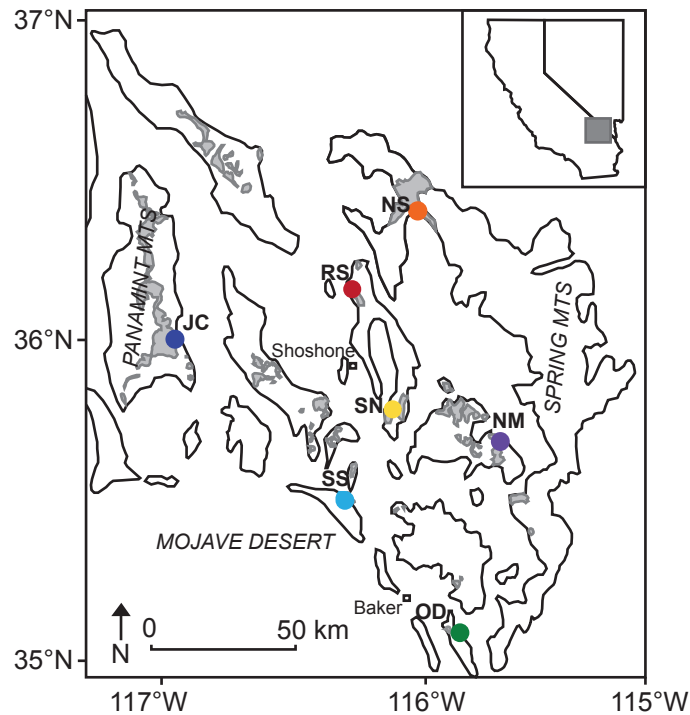 37°N
NS
PANAMINT MTS
RS
SPRING MTS
JC
36°N
Shoshone
SN
NM
SS
MOJAVE DESERT
Baker
OD
0 50 km
N
35°N
117°W 116°W 115°W